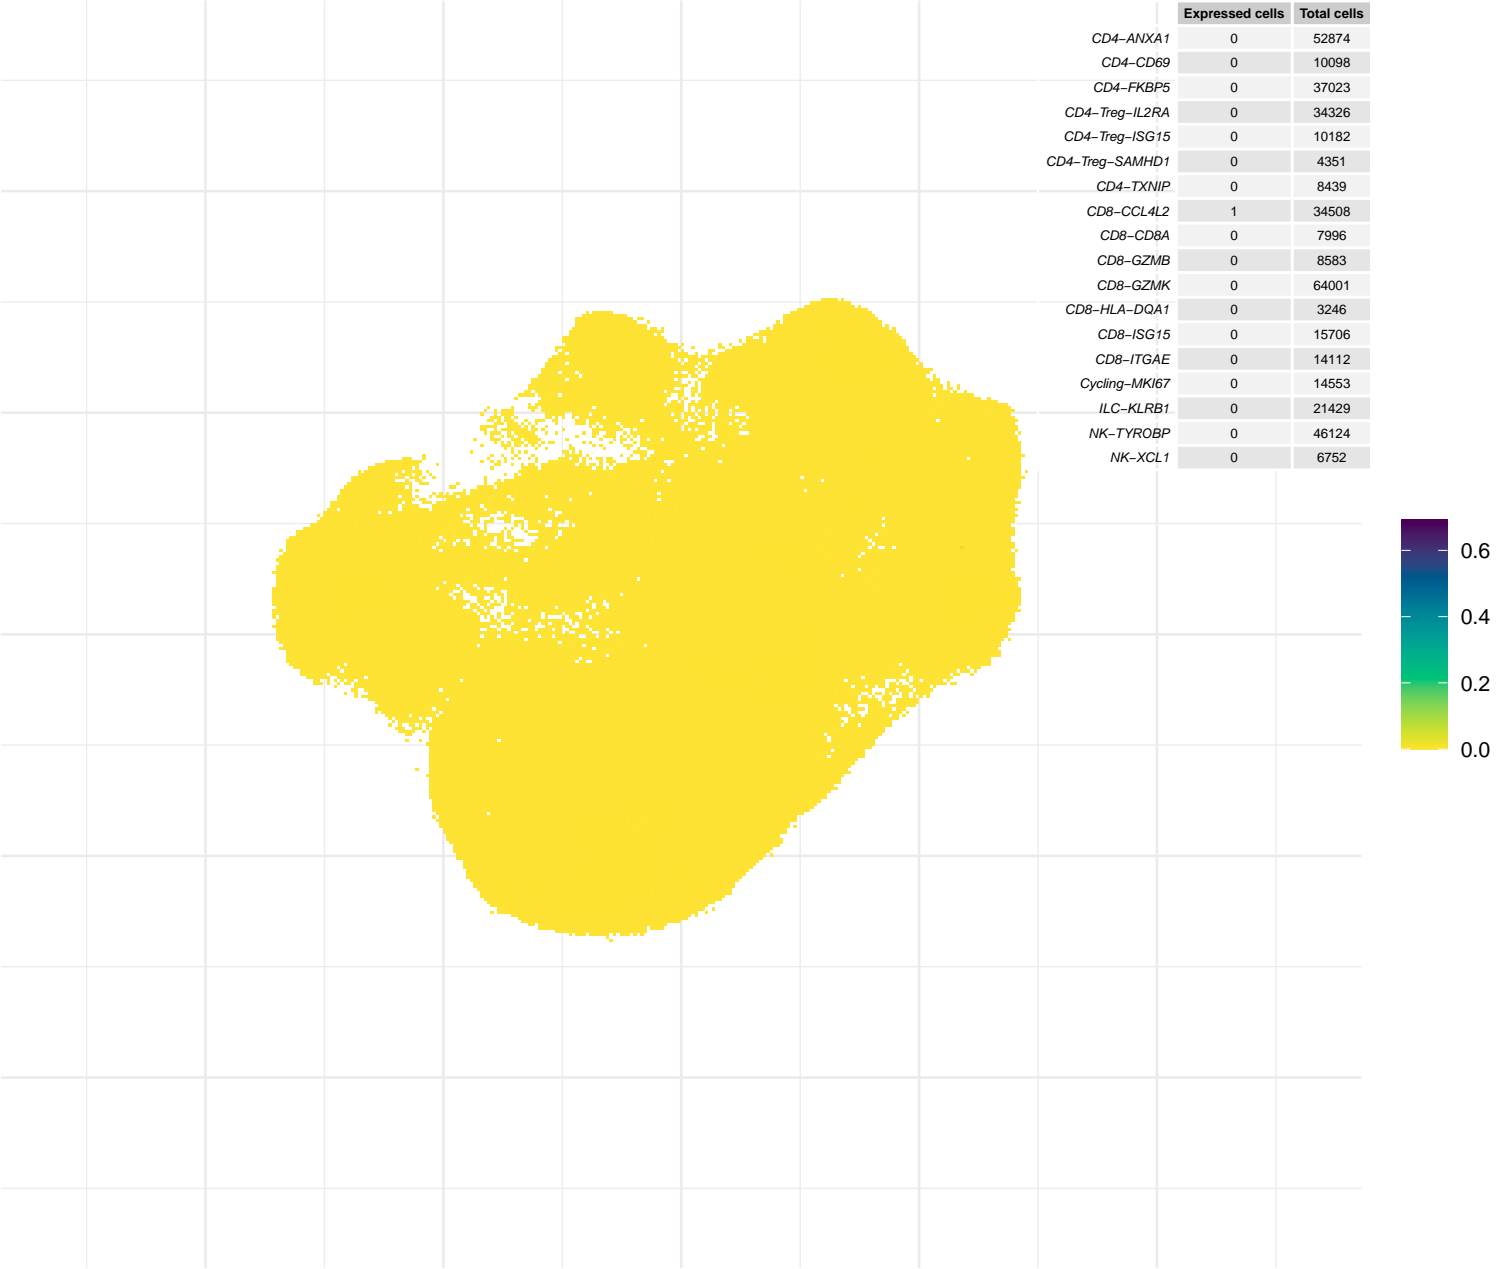 Expressed cells Total cells
CD4−ANXA1 0 52874
CD4−CD69 0 10098
CD4−FKBP5 0 37023
CD4−Treg−IL2RA 0 34326
CD4−Treg−ISG15 0 10182
CD4−Treg−SAMHD1 0 4351
CD4−TXNIP 0 8439
CD8−CCL4L2 1 34508
CD8−CD8A 0 7996
CD8−GZMB 0 8583
CD8−GZMK 0 64001
CD8−HLA−DQA1 0 3246
CD8−ISG15 0 15706
CD8−ITGAE 0 14112
Cycling−MKI67 0 14553
ILC−KLRB1 0 21429
NK−TYROBP 0 46124
NK−XCL1 0 6752
0.6
0.4
0.2
0.0